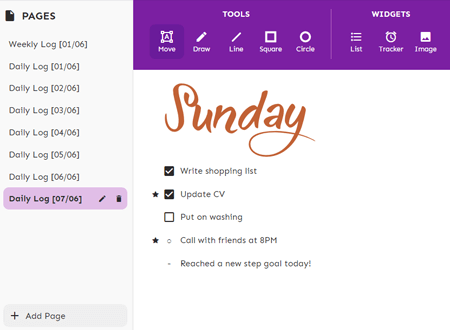 PAGES
Weekly Log [01/06]
Daily Log [01/06]
Daily Log [02/06]
Daily Log [03/06]
Daily Log [04/06]
Daily Log [05/06]
Daily Log [06/06]
Daily Log [07/06]
Add Page
TOOLS
Move Draw Line Square Circle
WIDGETS
List Tracker Image
Sunday
Write shopping list
Update CV
Put on washing
Call with friends at 8PM
- Reached a new step goal today!